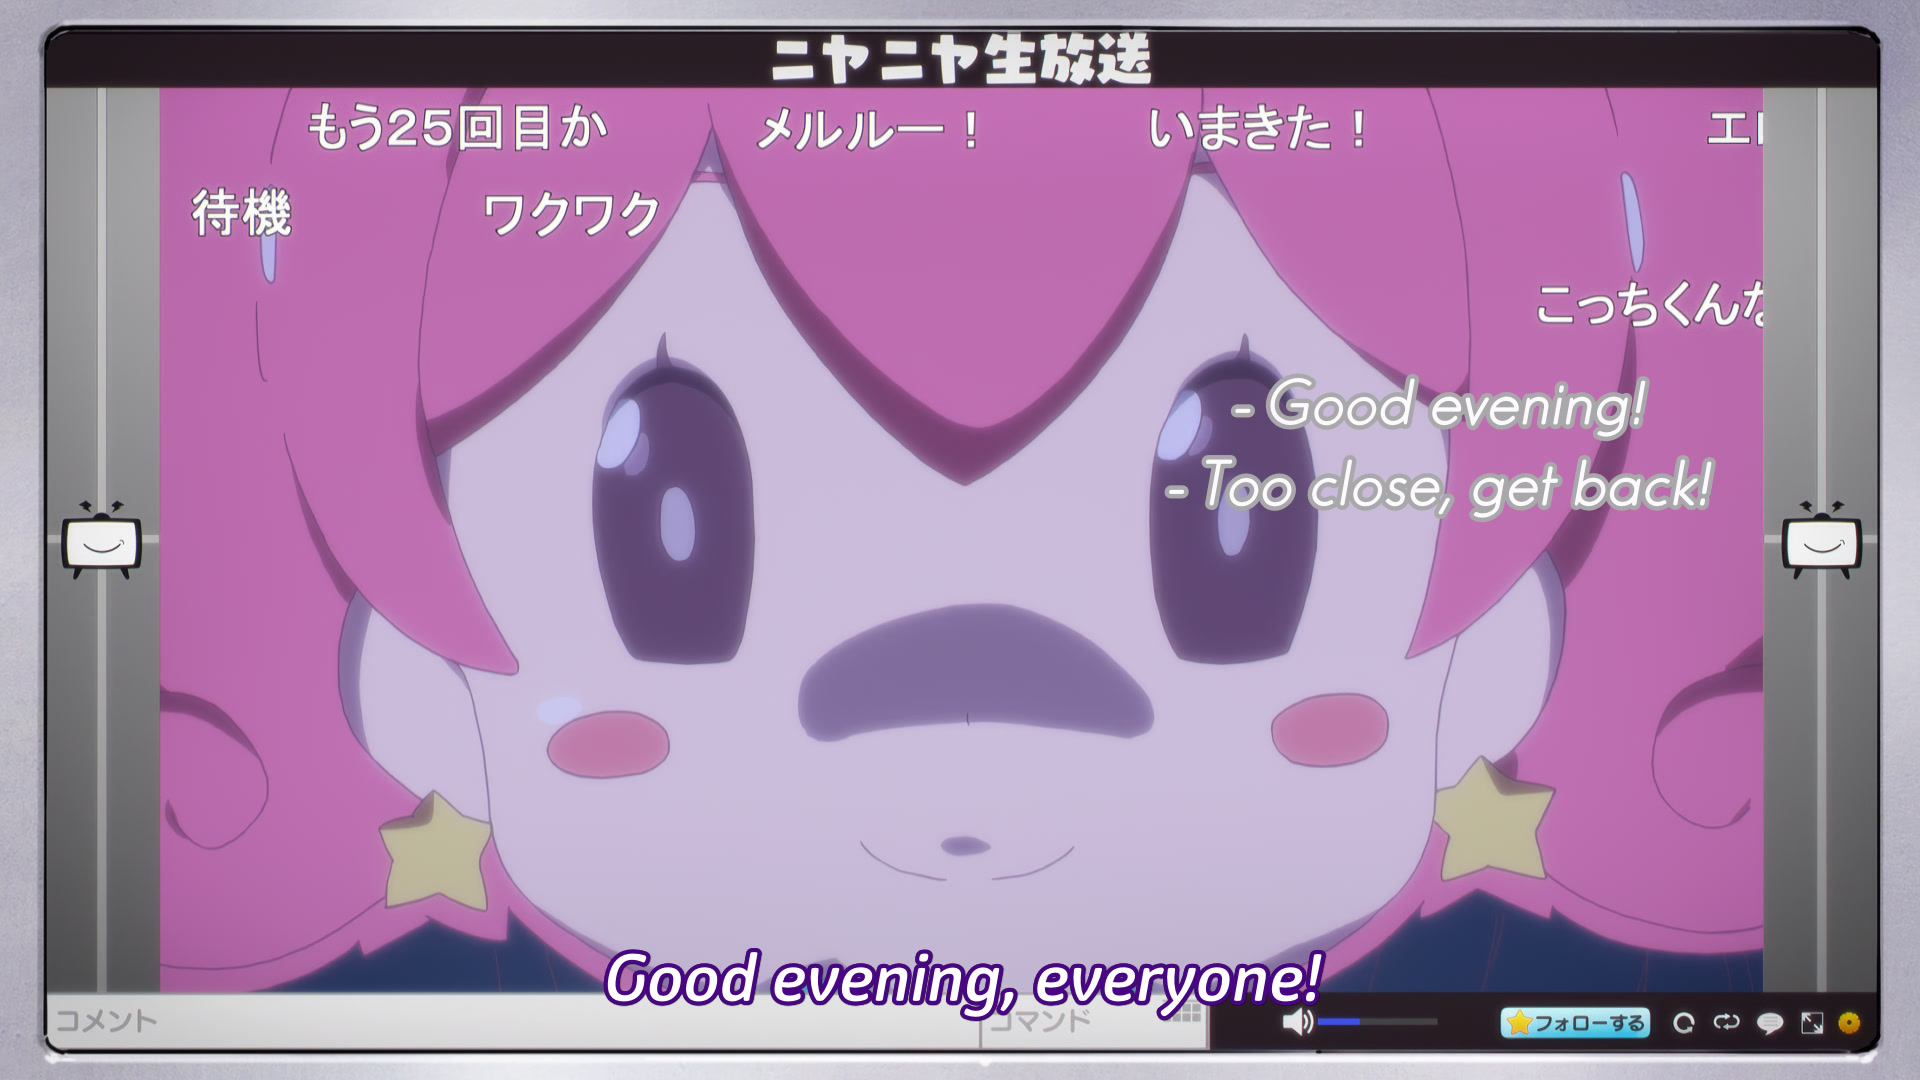 ニヤニヤ生放送
もう25回目か
メルルー！
いまきた！
エ
待機
ワクワク
こっちくんな
- Good evening!
- Too close, get back!
Good evening, everyone!
コメント
コマンド
フォローする